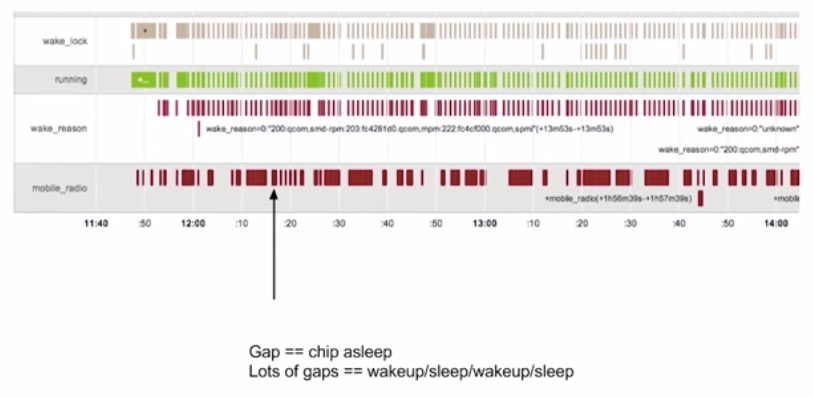 wake_lock
running
+...
wake_reason
wake_reason=0:"200:qcom,smd-rpm:203:fc4281d0.qcom,mpm:222:fc4cf000.qcom,spmi"(+13m53s-+13m53s)
wake_reason=0:"unknown"
wake_reason=0:"200:qcom,smd-rpm"
mobile_radio
+mobile_radio(+1h56m39s-+1h57m39s)
+mobile
11:40 :50 12:00 :10 :20 :30 :40 :50 13:00 :10 :20 :30 :40 :50 14:00
Gap == chip asleep
Lots of gaps == wakeup/sleep/wakeup/sleep